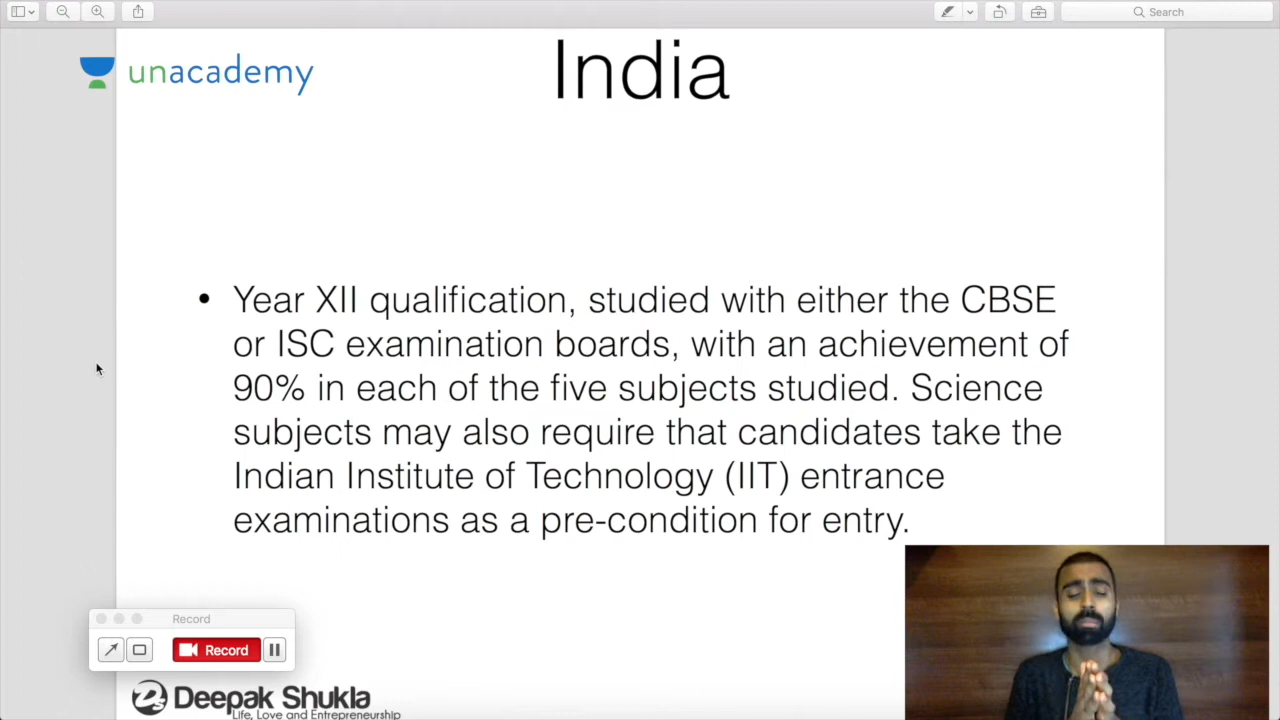 Search
unacademy
India
• Year XII qualification, studied with either the CBSE
or ISC examination boards, with an achievement of
90% in each of the five subjects studied. Science
subjects may also require that candidates take the
Indian Institute of Technology (IIT) entrance
examinations as a pre-condition for entry.
Record
Record
Deepak Shukla
Life, Love and Entrepreneurship